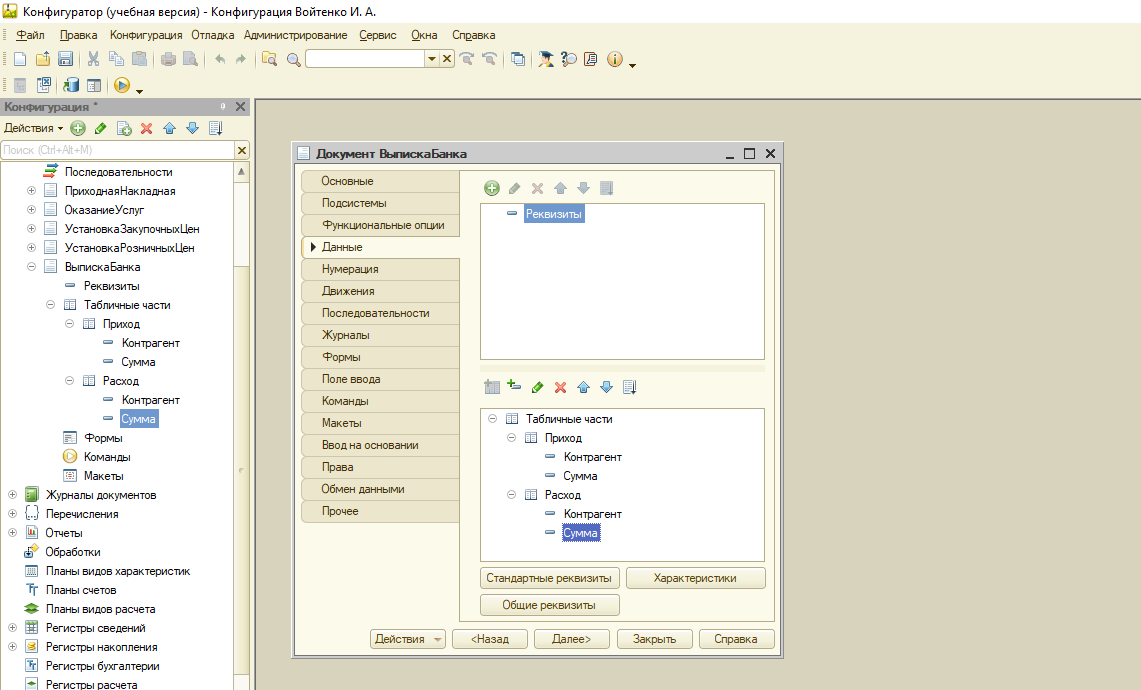 Конфигуратор (учебная версия) - Конфигурация Войтенко И. А.
Файл Правка Конфигурация Отладка Администрирование Сервис Окна Справка
Конфигурация *
Действия
Поиск (Ctrl+Alt+M)
Последовательности
ПриходнаяНакладная
ОказаниеУслуг
УстановкаЗакупочныхЦен
УстановкаРозничныхЦен
ВыпискаБанка
Реквизиты
Табличные части
Приход
Контрагент
Сумма
Расход
Контрагент
Сумма
Формы
Команды
Макеты
Журналы документов
Перечисления
Отчеты
Обработки
Планы видов характеристик
Планы счетов
Планы видов расчета
Регистры сведений
Регистры накопления
Регистры бухгалтерии
Регистры расчета
Документ ВыпискаБанка
Основные
Подсистемы
Функциональные опции
Данные
Нумерация
Движения
Последовательности
Журналы
Формы
Поле ввода
Команды
Макеты
Ввод на основании
Права
Обмен данными
Прочее
Реквизиты
Табличные части
Приход
Контрагент
Сумма
Расход
Контрагент
Сумма
Стандартные реквизиты Характеристики
Общие реквизиты
Действия <Назад Далее> Закрыть Справка